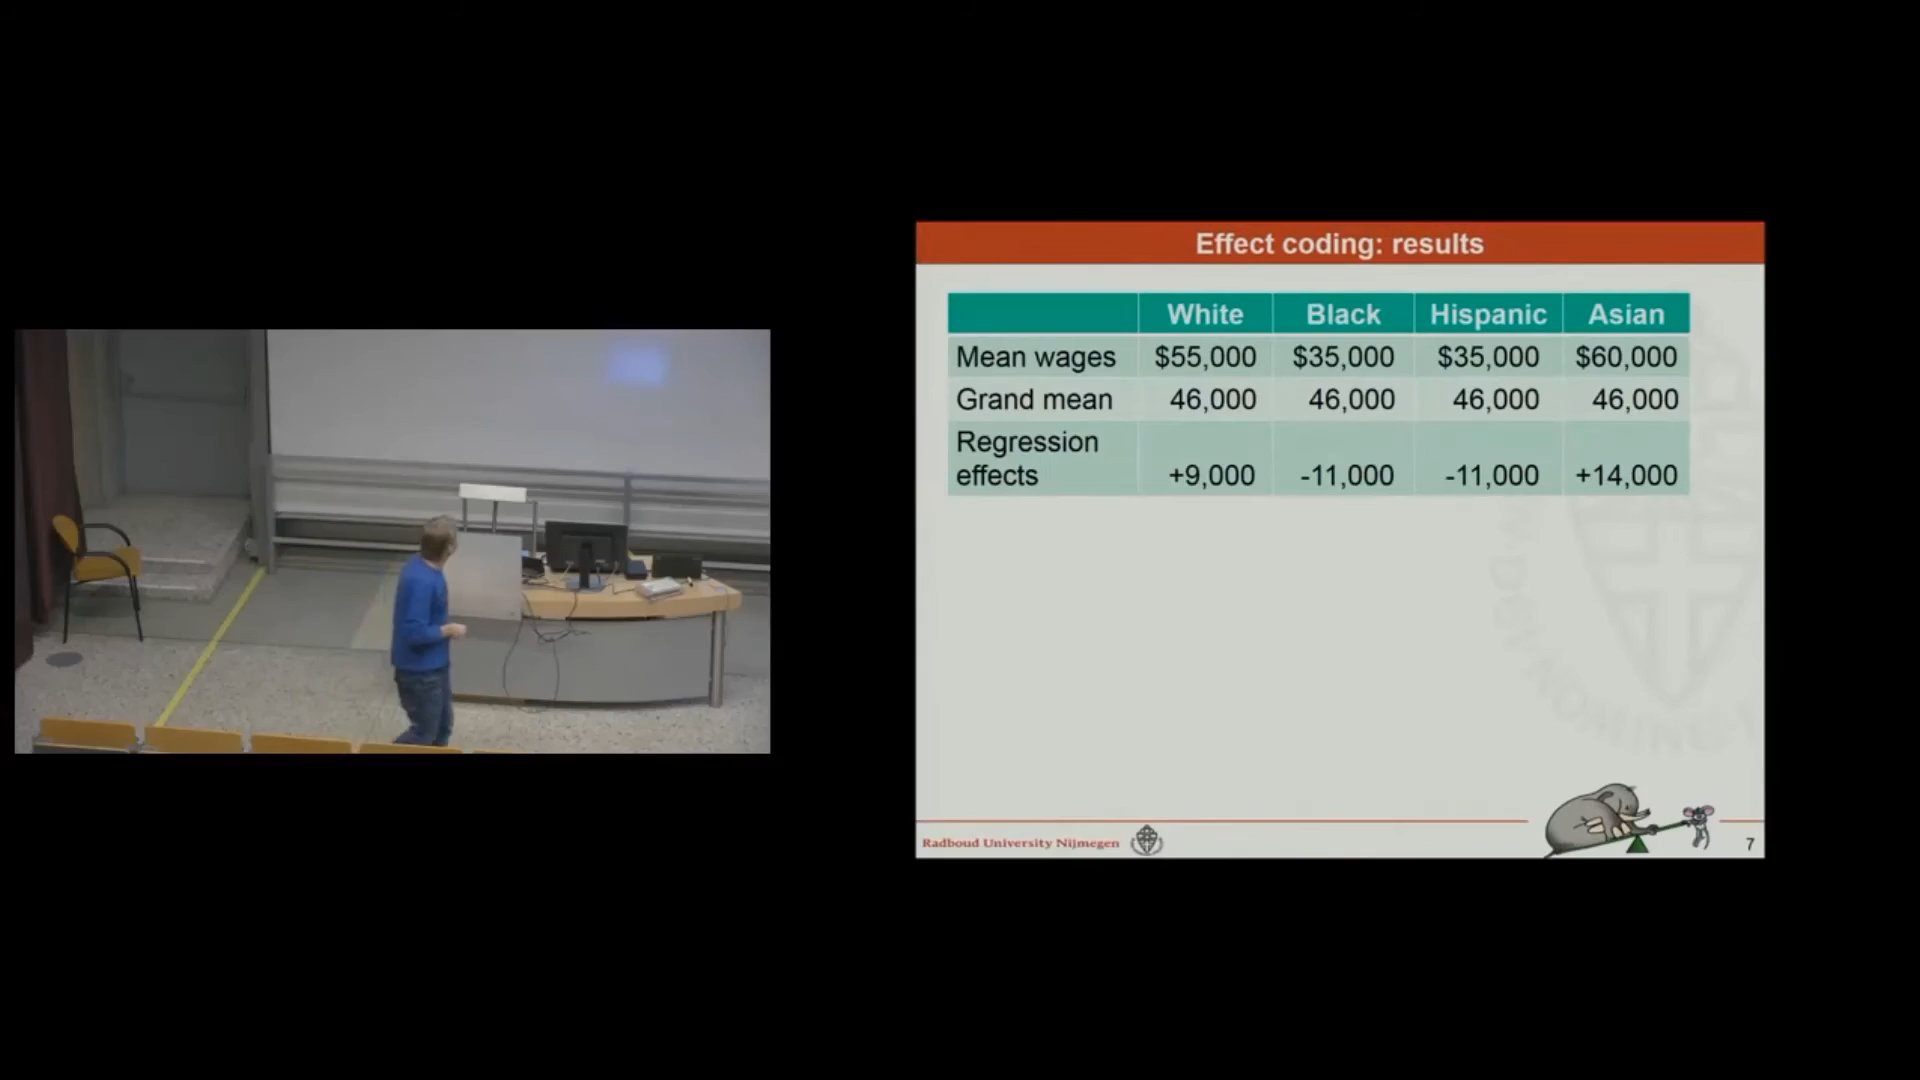 Effect coding: results
White Black Hispanic Asian
Mean wages $55,000 $35,000 $35,000 $60,000
Grand mean 46,000 46,000 46,000 46,000
Regression
effects +9,000 -11,000 -11,000 +14,000
Radboud University Nijmegen
7